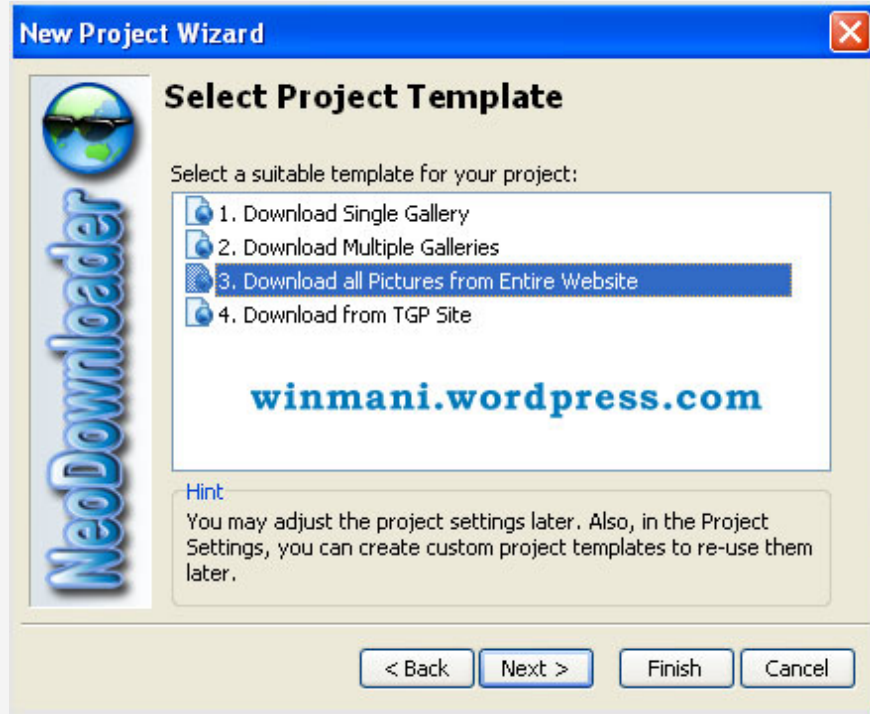 New Project Wizard
NeoDownloader
Select Project Template
Select a suitable template for your project:
1. Download Single Gallery
2. Download Multiple Galleries
3. Download all Pictures from Entire Website
4. Download from TGP Site
winmani.wordpress.com
Hint
You may adjust the project settings later. Also, in the Project
Settings, you can create custom project templates to re-use them
later.
< Back
Next >
Finish
Cancel